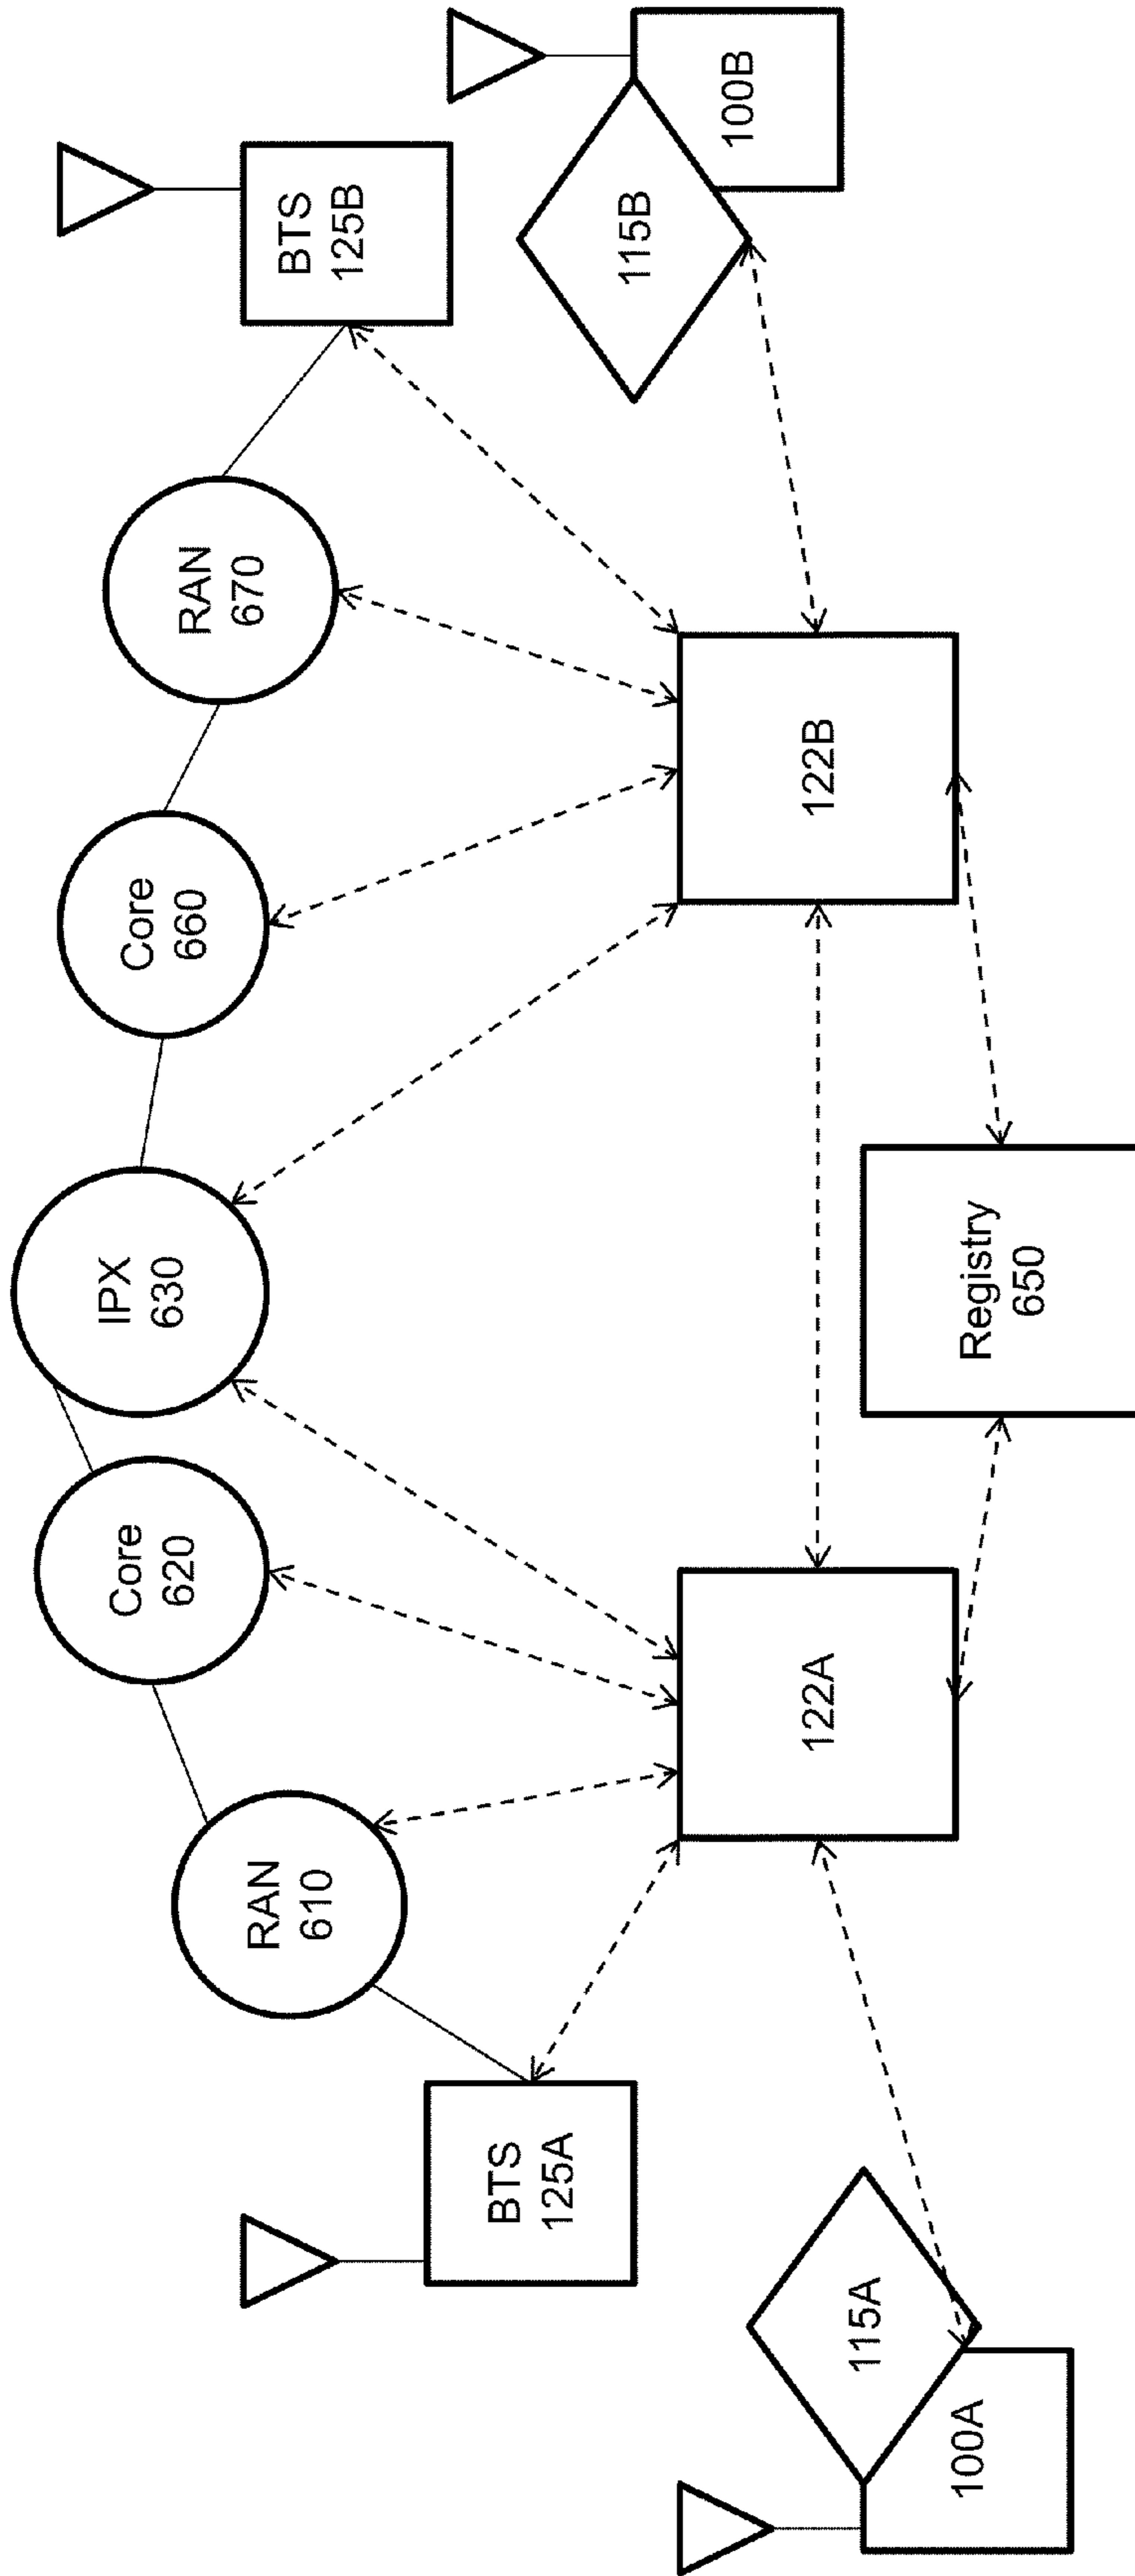 IPX
630
Core
620
Core
660
RAN
670
RAN
610
BTS
125B
BTS
125A
115B
100B
122A
122B
115A
100A
Registry
650